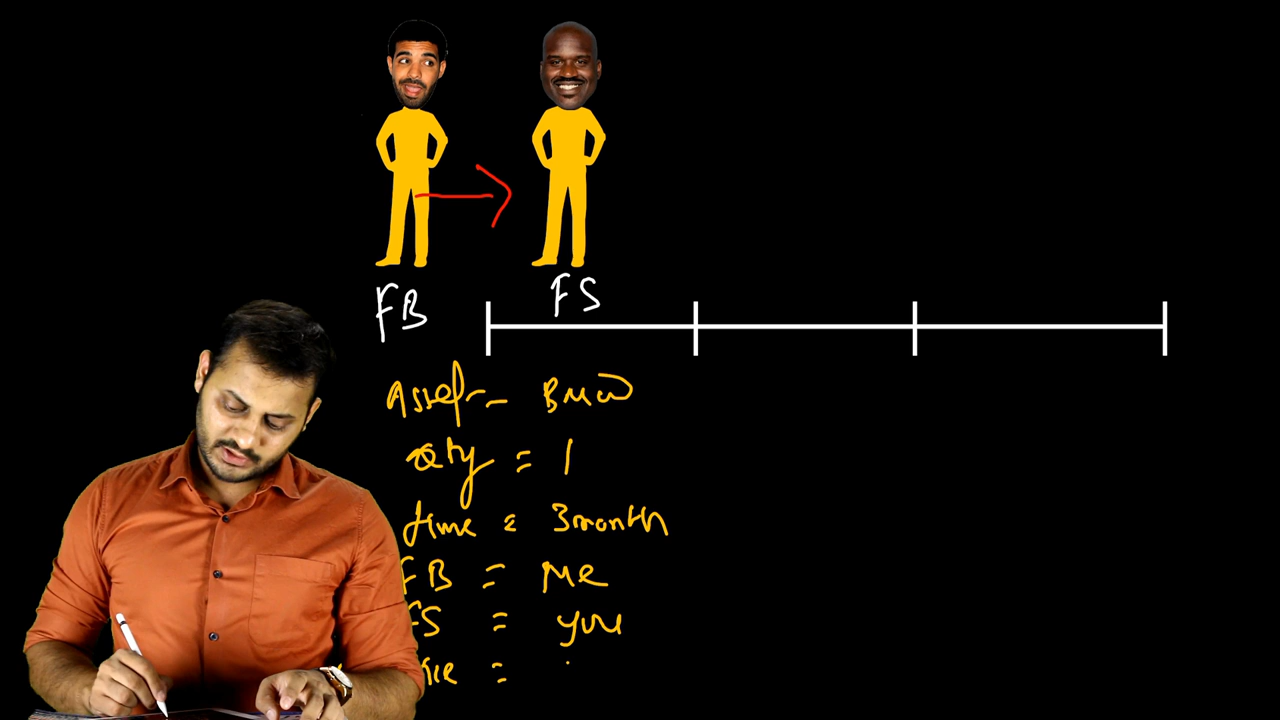 FB
FS
Asset = BMW
Qty = 1
time = 3month
FB = Me
FS = you
=